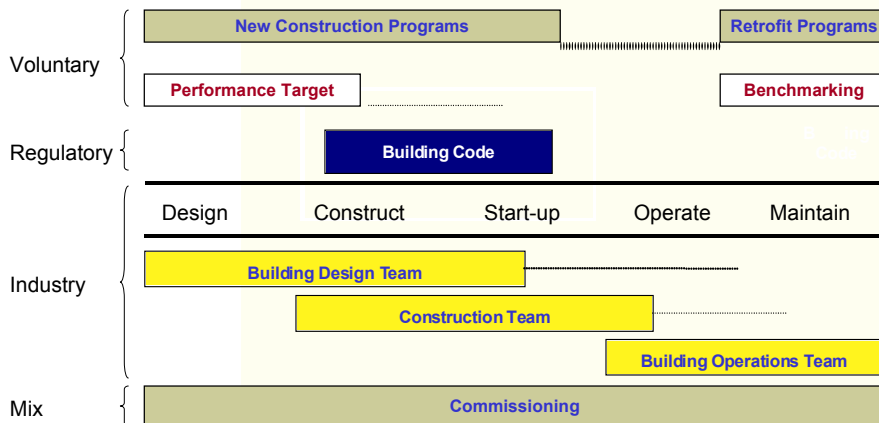 New Construction Programs
Retrofit Programs
Voluntary
Performance Target
Benchmarking
Regulatory
Building Code
Design
Construct
Start-up
Operate
Maintain
Industry
Building Design Team
Construction Team
Building Operations Team
Mix
Commissioning